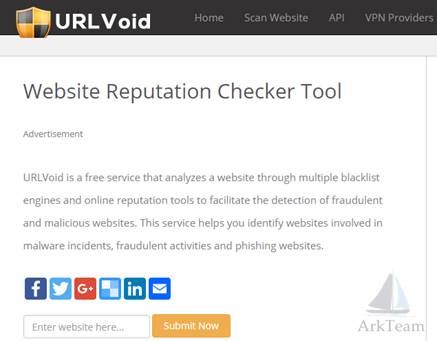 URLVoid
Home Scan Website API VPN Providers
Website Reputation Checker Tool
Advertisement
URLVoid is a free service that analyzes a website through multiple blacklist
engines and online reputation tools to facilitate the detection of fraudulent
and malicious websites. This service helps you identify websites involved in
malware incidents, fraudulent activities and phishing websites.
Enter website here... Submit Now
ArkTeam